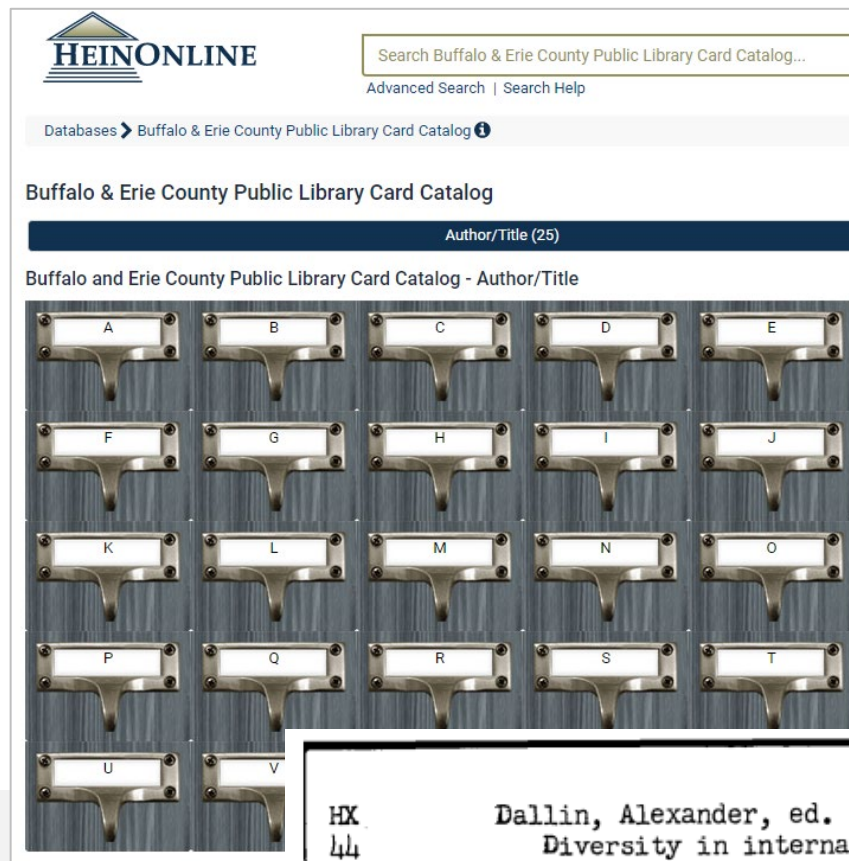 HEINONLINE
Search Buffalo & Erie County Public Library Card Catalog...
Advanced Search | Search Help
Databases > Buffalo & Erie County Public Library Card Catalog
Buffalo & Erie County Public Library Card Catalog
Author/Title (25)
Buffalo and Erie County Public Library Card Catalog - Author/Title
A B C D E
F G H I J
K L M N O
P Q R S T
U V
HX Dallin, Alexander, ed.
44 Diversity in